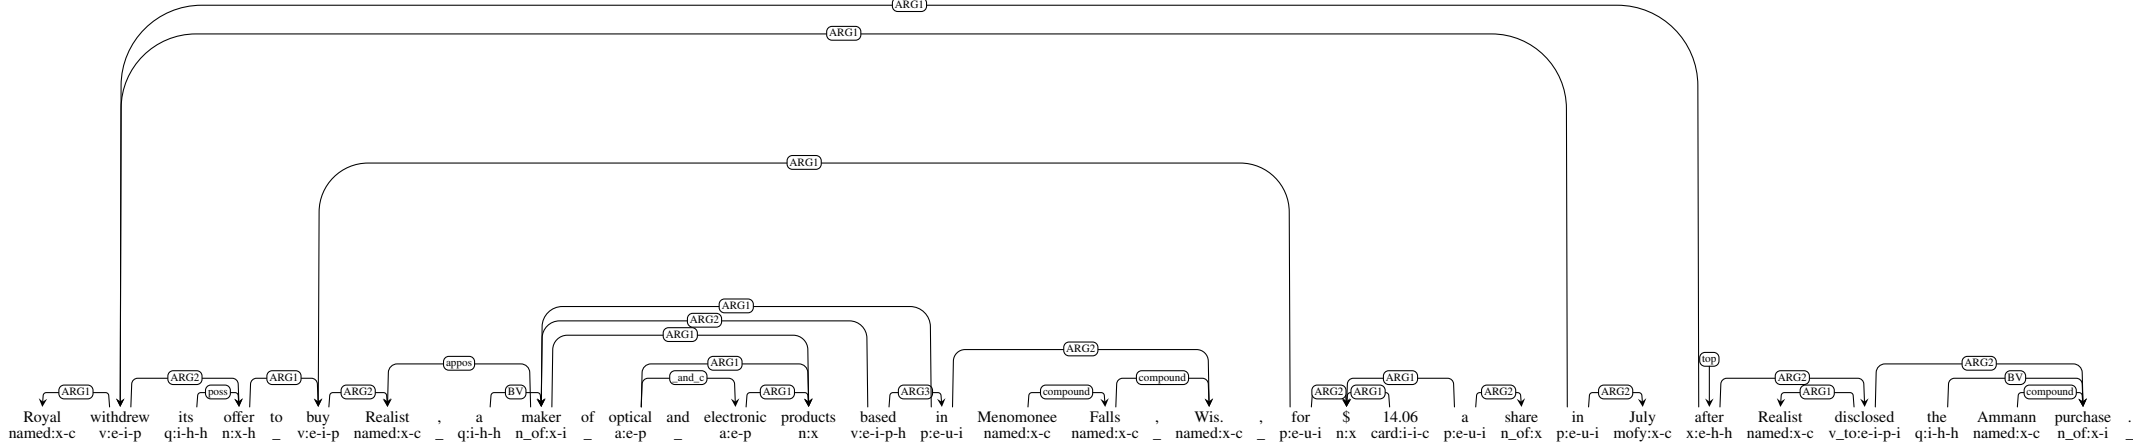 ARG1
ARG1
ARG1
ARG1
ARG2
ARG1
ARG2
top
appos ARG1 ARG2
ARG1 ARG2 poss ARG1 ARG2 BV _and_c ARG1 ARG3 compound compound ARG2 ARG1 ARG1 ARG2 ARG2 ARG2 ARG1 BV compound
Royal withdrew its offer to buy Realist , a maker of optical and electronic products based in Menomonee Falls , Wis. , for $ 14.06 a share in July after Realist disclosed the Ammann purchase .
named:x-c v:e-i-p q:i-h-h n:x-h _ v:e-i-p named:x-c _ q:i-h-h n_of:x-i _ a:e-p _ a:e-p n:x v:e-i-p-h p:e-u-i named:x-c named:x-c _ named:x-c _ p:e-u-i n:x card:i-i-c p:e-u-i n_of:x p:e-u-i mofy:x-c x:e-h-h named:x-c v_to:e-i-p-i q:i-h-h named:x-c n_of:x-i _